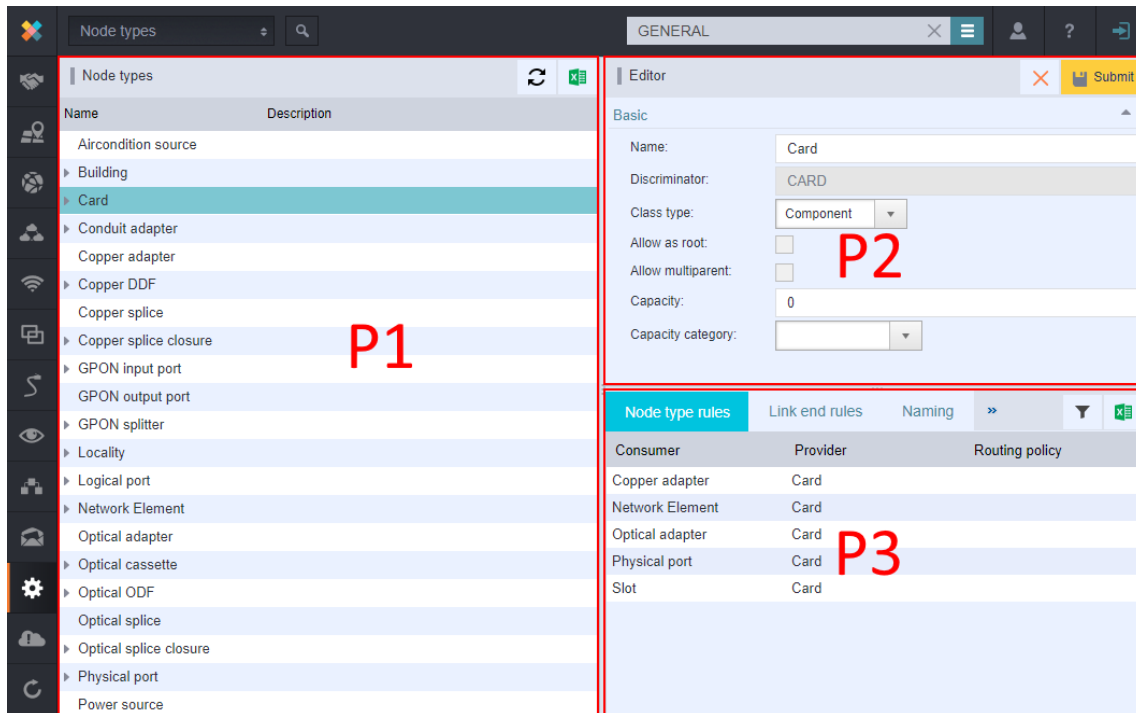 Node types
GENERAL
?
Node types
Name Description
Aircondition source
Building
Card
Conduit adapter
Copper adapter
Copper DDF
Copper splice
Copper splice closure
GPON input port
GPON output port
GPON splitter
Locality
Logical port
Network Element
Optical adapter
Optical cassette
Optical ODF
Optical splice
Optical splice closure
Physical port
Power source
P1
Editor
Submit
Basic
Name: Card
Discriminator: CARD
Class type: Component
Allow as root:
Allow multiparent:
Capacity: 0
Capacity category:
P2
Node type rules Link end rules Naming »
Consumer Provider Routing policy
Copper adapter Card
Network Element Card
Optical adapter Card
Physical port Card
Slot Card
P3